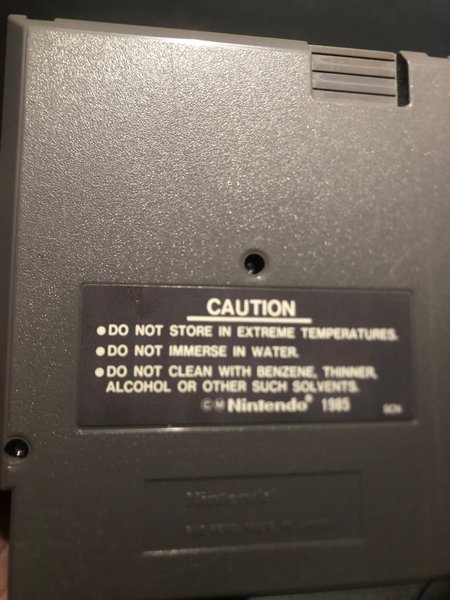 CAUTION
● DO NOT STORE IN EXTREME TEMPERATURES.
● DO NOT IMMERSE IN WATER.
● DO NOT CLEAN WITH BENZENE, THINNER,
ALCOHOL OR OTHER SUCH SOLVENTS.
©M Nintendo® 1985
Nintendo